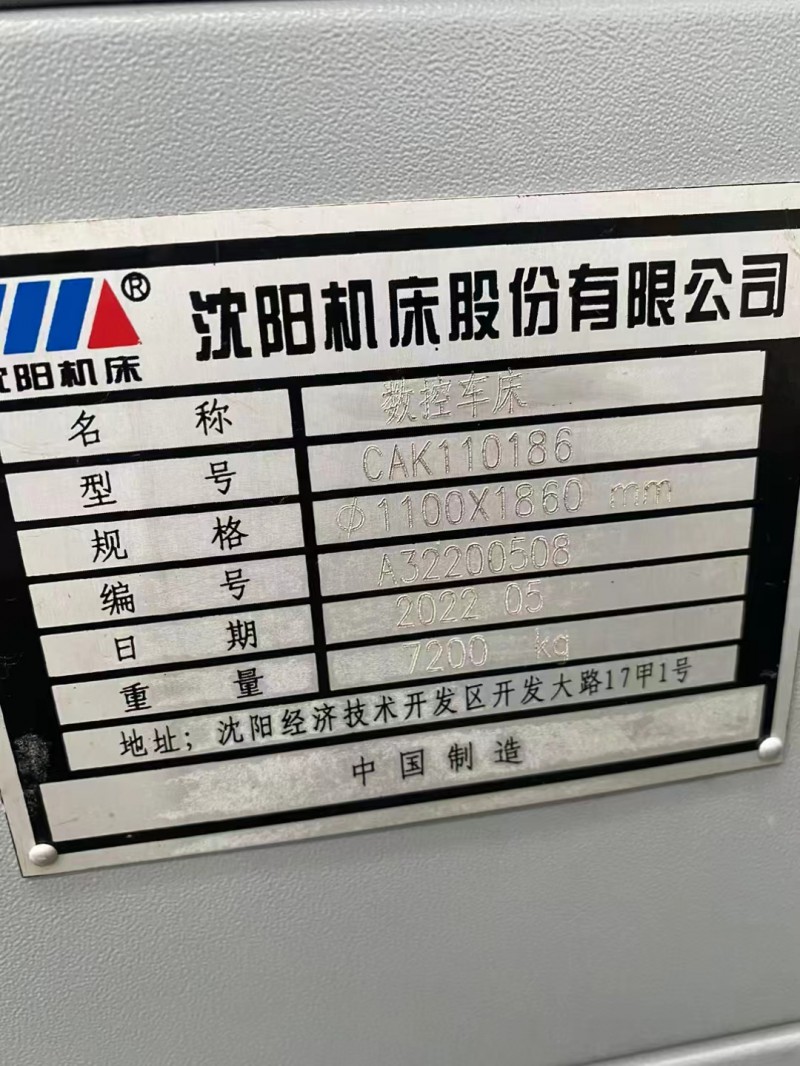 沈阳机床股份有限公司
®
沈阳机床
名称 数控车床
型号 CAK110186
规格 φ1100X1860 mm
编号 A32200508
日期 2022 05
重量 7200 kg
地址；沈阳经济技术开发区开发大路17甲1号
中国制造